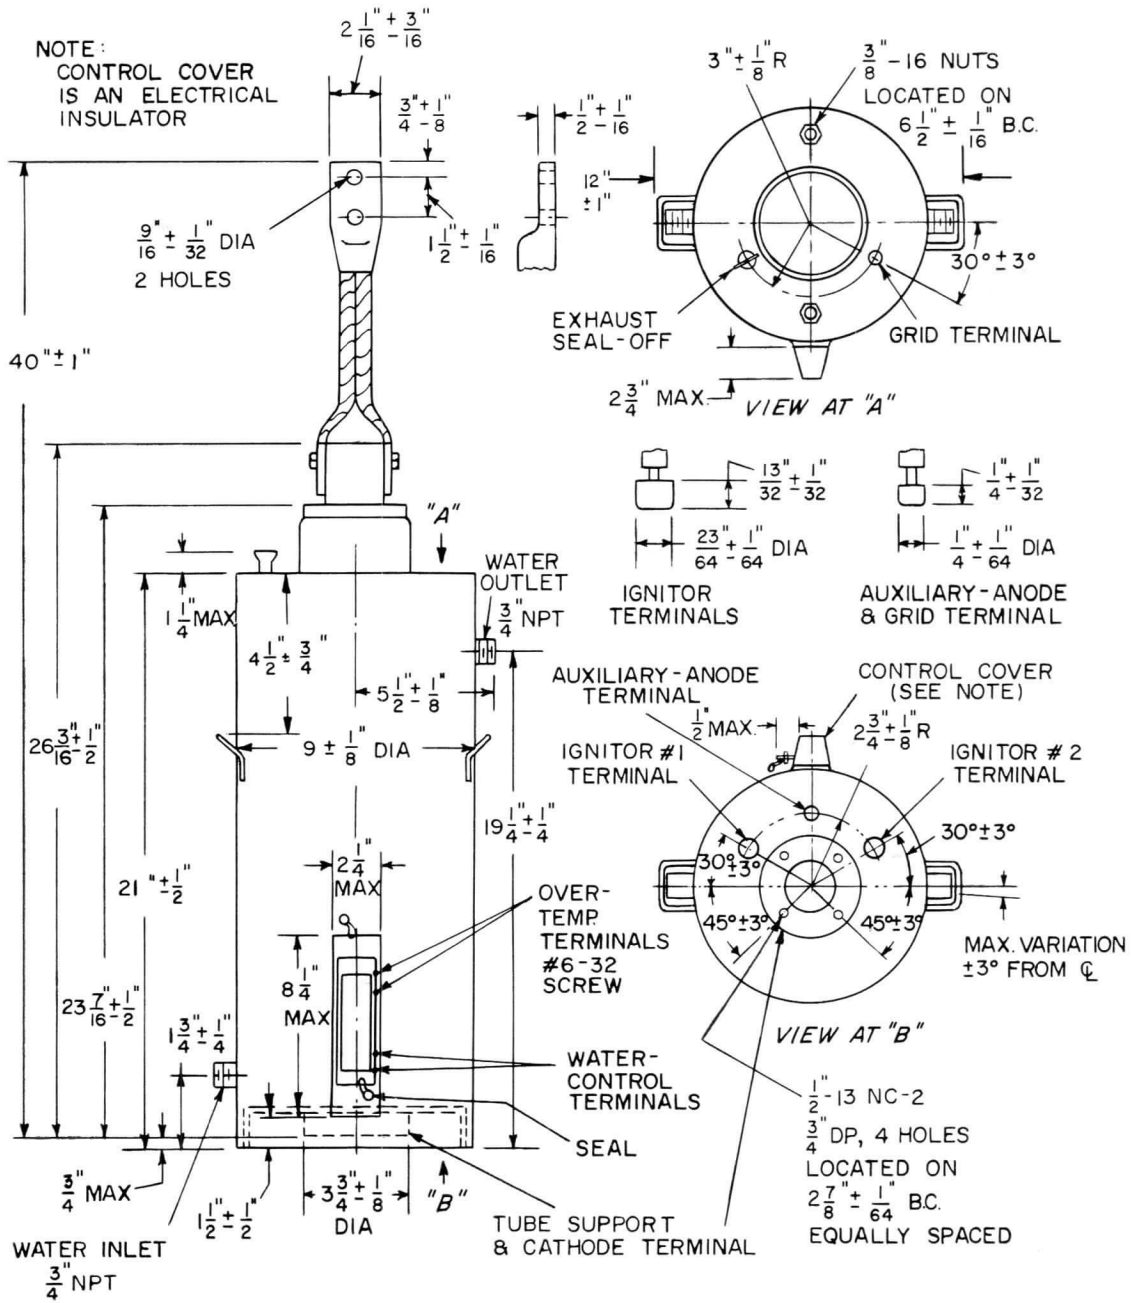 NOTE:
CONTROL COVER
IS AN ELECTRICAL
INSULATOR
2 1/16" ± 3/16
3/4" ± 1/8"
1/2" ± 1/16"
9/16" ± 1/32" DIA
2 HOLES
1 1/2" ± 1/16"
40" ± 1"
3" ± 1/8" R
3/8" - 16 NUTS
LOCATED ON
6 1/2" ± 1/16" B.C.
12"
± 1"
30° ± 3°
EXHAUST
SEAL-OFF
GRID TERMINAL
2 3/4" MAX.
VIEW AT "A"
13/32" ± 1/32"
23/64" ± 1/64" DIA
IGNITOR
TERMINALS
1/4" ± 1/32"
1/4" ± 1/64" DIA
AUXILIARY-ANODE
& GRID TERMINAL
"A"
WATER
OUTLET
3/4" NPT
1 1/4" MAX
4 1/2" ± 3/4"
5 1/2" ± 1/8"
26 3/16" ± 1/2"
9 ± 1/8" DIA
19 1/4" ± 1/4"
21" ± 1/2"
2 1/4"
MAX
OVER-
TEMP.
TERMINALS
#6-32
SCREW
8 1/4"
MAX
23 7/16" ± 1/2"
1 3/4" ± 1/4"
WATER-
CONTROL
TERMINALS
SEAL
3/4" MAX
1 1/2" ± 1/2"
3 3/4" ± 1/8"
DIA
"B"
WATER INLET
3/4" NPT
TUBE SUPPORT
& CATHODE TERMINAL
AUXILIARY-ANODE
TERMINAL
1/2" MAX.
CONTROL COVER
(SEE NOTE)
2 3/4" ± 1/8" R
IGNITOR #1
TERMINAL
IGNITOR #2
TERMINAL
30° ± 3°
30° ± 3°
45° ± 3°
45° ± 3°
MAX. VARIATION
± 3° FROM ℄
VIEW AT "B"
1/2"-13 NC-2
3/4" DP, 4 HOLES
LOCATED ON
2 7/8" ± 1/64" B.C.
EQUALLY SPACED